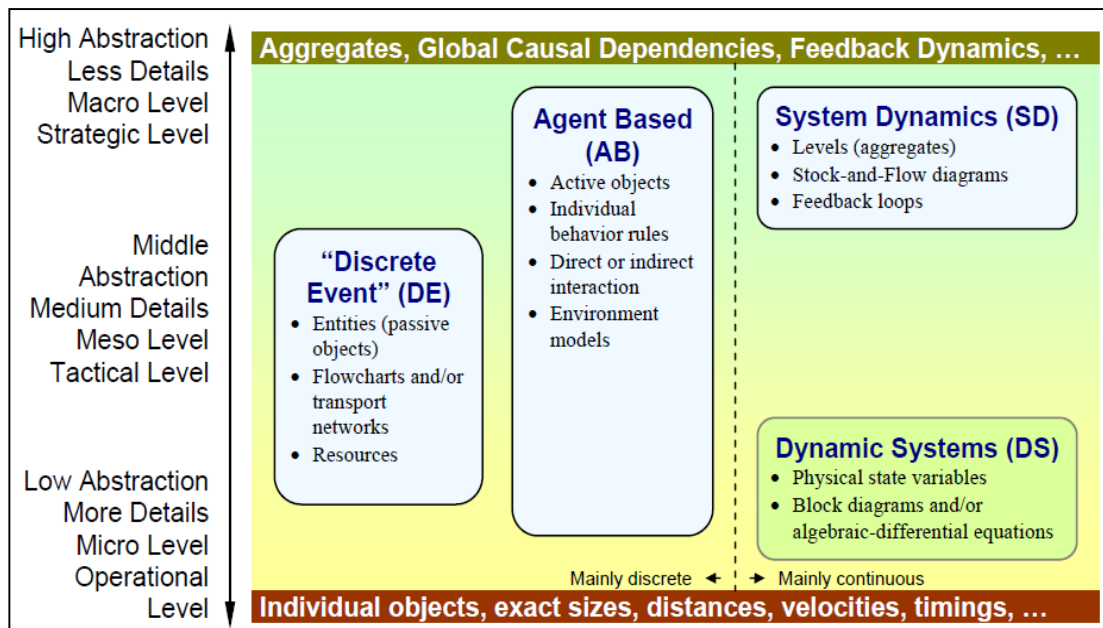 High Abstraction
Less Details
Macro Level
Strategic Level
Middle
Abstraction
Medium Details
Meso Level
Tactical Level
Low Abstraction
More Details
Micro Level
Operational
Level
Aggregates, Global Causal Dependencies, Feedback Dynamics, …
“Discrete
Event” (DE)
• Entities (passive
objects)
• Flowcharts and/or
transport
networks
• Resources
Agent Based
(AB)
• Active objects
• Individual
behavior rules
• Direct or indirect
interaction
• Environment
models
System Dynamics (SD)
• Levels (aggregates)
• Stock-and-Flow diagrams
• Feedback loops
Dynamic Systems (DS)
• Physical state variables
• Block diagrams and/or
algebraic-differential equations
Mainly discrete
Mainly continuous
Individual objects, exact sizes, distances, velocities, timings, …